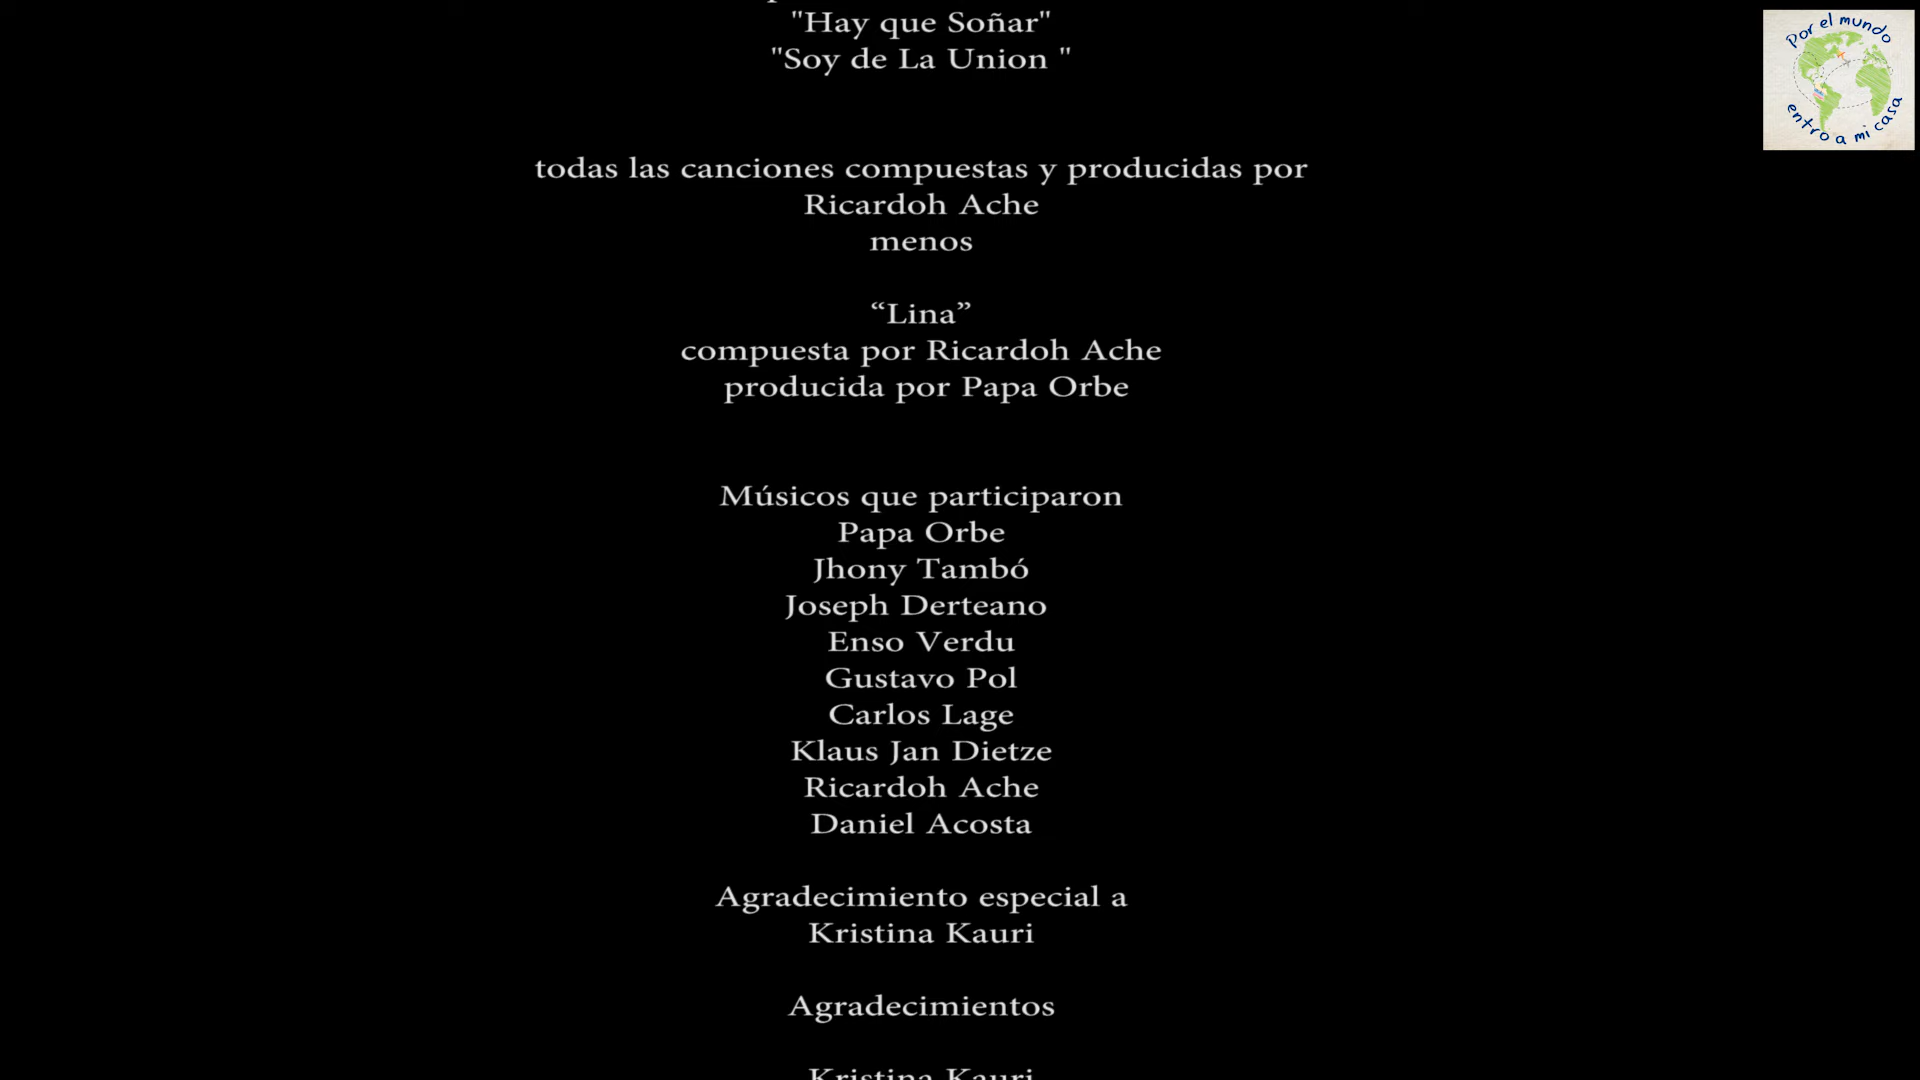 "Hay que Soñar"
"Soy de La Union "
todas las canciones compuestas y producidas por
Ricardoh Ache
menos
“Lina”
compuesta por Ricardoh Ache
producida por Papa Orbe
Músicos que participaron
Papa Orbe
Jhony Tambó
Joseph Derteano
Enso Verdu
Gustavo Pol
Carlos Lage
Klaus Jan Dietze
Ricardoh Ache
Daniel Acosta
Agradecimiento especial a
Kristina Kauri
Agradecimientos
Kristina Kauri
Por el mundo
entro a mi casa